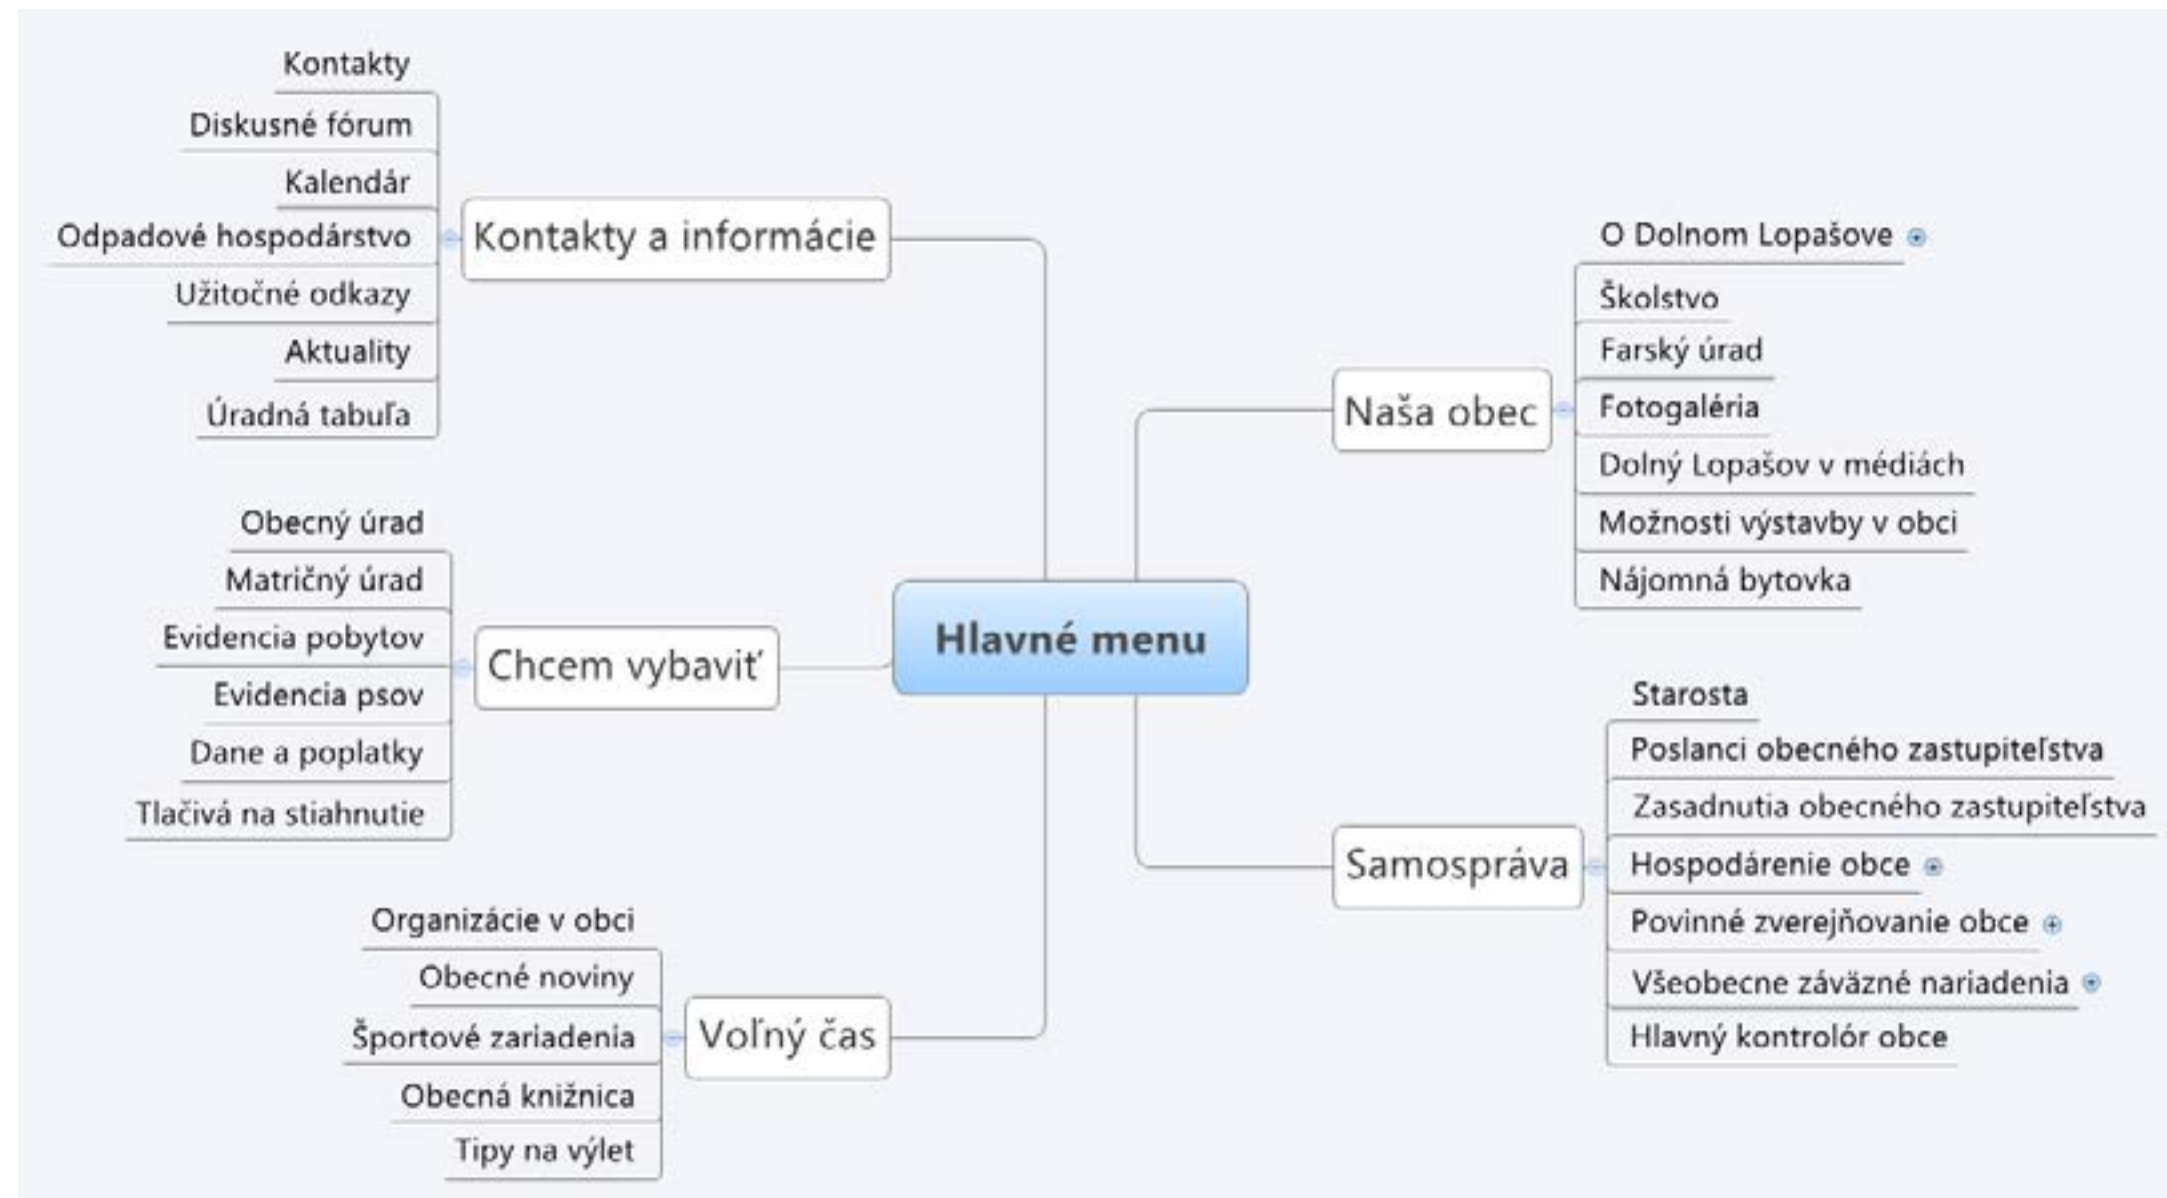 Kontakty
Diskusné fórum
Kalendár
Odpadové hospodárstvo
Užitočné odkazy
Aktuality
Úradná tabuľa
Kontakty a informácie
Obecný úrad
Matričný úrad
Evidencia pobytov
Evidencia psov
Dane a poplatky
Tlačivá na stiahnutie
Chcem vybaviť
Organizácie v obci
Obecné noviny
Športové zariadenia
Obecná knižnica
Tipy na výlet
Voľný čas
Hlavné menu
Naša obec
O Dolnom Lopašove
Školstvo
Farský úrad
Fotogaléria
Dolný Lopašov v médiách
Možnosti výstavby v obci
Nájomná bytovka
Samospráva
Starosta
Poslanci obecného zastupiteľstva
Zasadnutia obecného zastupiteľstva
Hospodárenie obce
Povinné zverejňovanie obce
Všeobecne záväzné nariadenia
Hlavný kontrolór obce